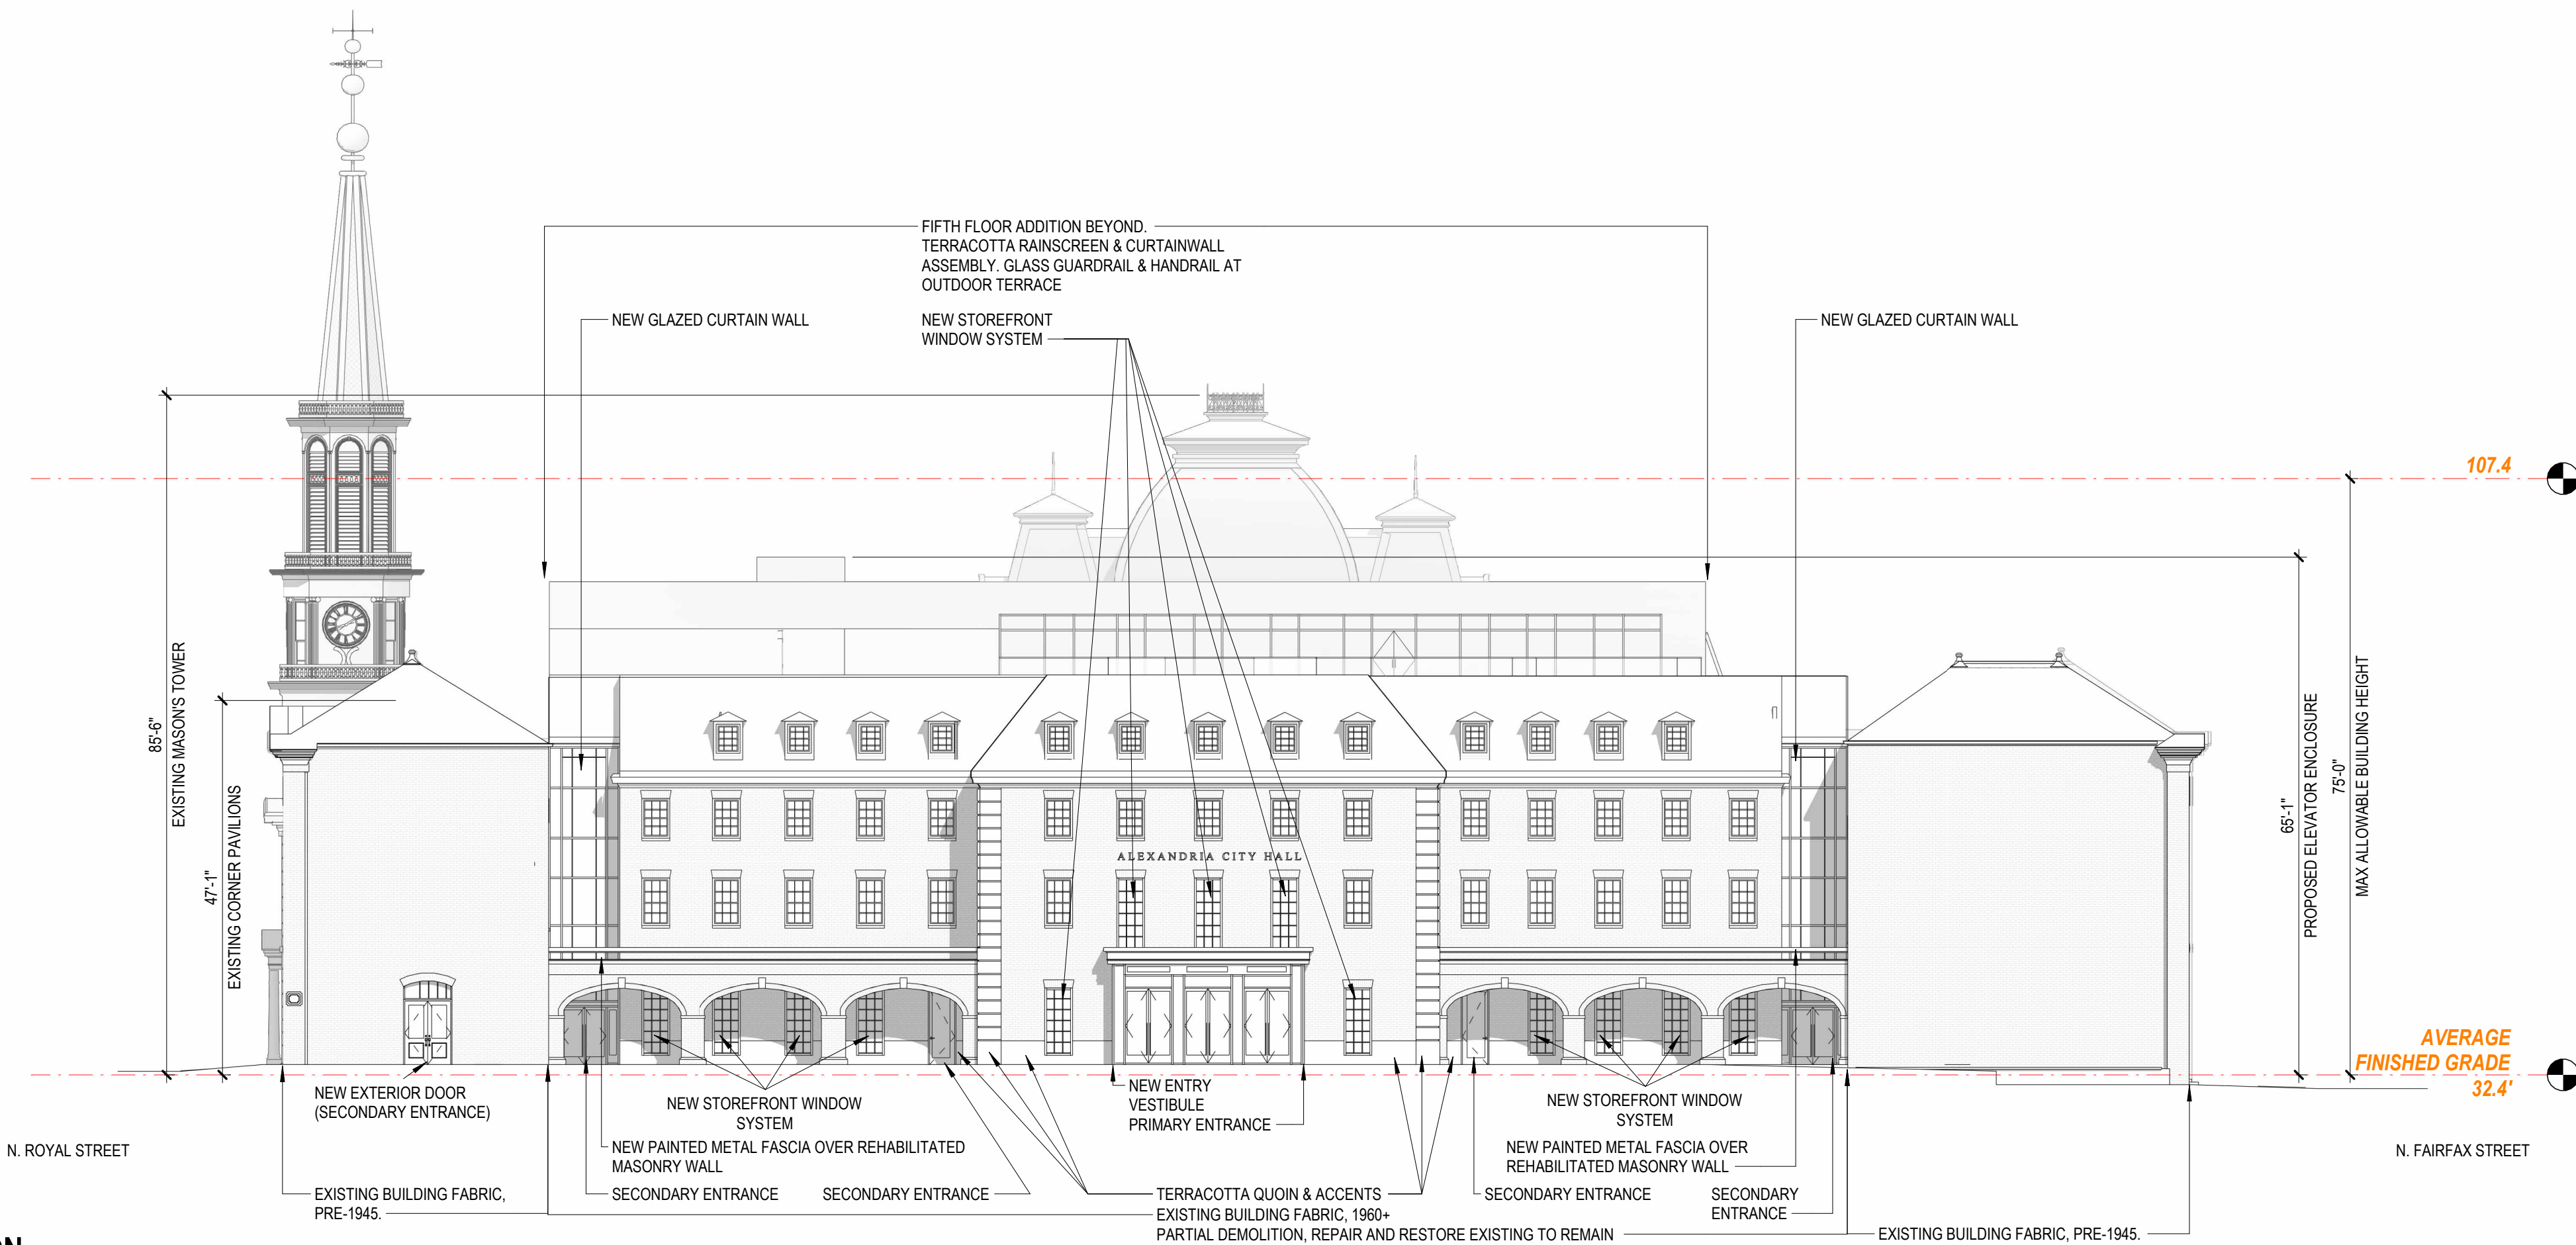 FIFTH FLOOR ADDITION BEYOND.
TERRACOTTA RAINSCREEN & CURTAINWALL
ASSEMBLY. GLASS GUARDRAIL & HANDRAIL AT
OUTDOOR TERRACE
NEW GLAZED CURTAIN WALL
NEW STOREFRONT
WINDOW SYSTEM
NEW GLAZED CURTAIN WALL
107.4
85'-6"
EXISTING MASON'S TOWER
47'-1"
EXISTING CORNER PAVILIONS
65'-1"
PROPOSED ELEVATOR ENCLOSURE
75'-0"
MAX ALLOWABLE BUILDING HEIGHT
ALEXANDRIA CITY HALL
AVERAGE
FINISHED GRADE
32.4'
NEW EXTERIOR DOOR
(SECONDARY ENTRANCE)
NEW STOREFRONT WINDOW
SYSTEM
NEW ENTRY
VESTIBULE
PRIMARY ENTRANCE
NEW STOREFRONT WINDOW
SYSTEM
N. ROYAL STREET
NEW PAINTED METAL FASCIA OVER REHABILITATED
MASONRY WALL
NEW PAINTED METAL FASCIA OVER
REHABILITATED MASONRY WALL
N. FAIRFAX STREET
EXISTING BUILDING FABRIC,
PRE-1945.
SECONDARY ENTRANCE
SECONDARY ENTRANCE
TERRACOTTA QUOIN & ACCENTS
EXISTING BUILDING FABRIC, 1960+
PARTIAL DEMOLITION, REPAIR AND RESTORE EXISTING TO REMAIN
SECONDARY ENTRANCE
SECONDARY
ENTRANCE
EXISTING BUILDING FABRIC, PRE-1945.